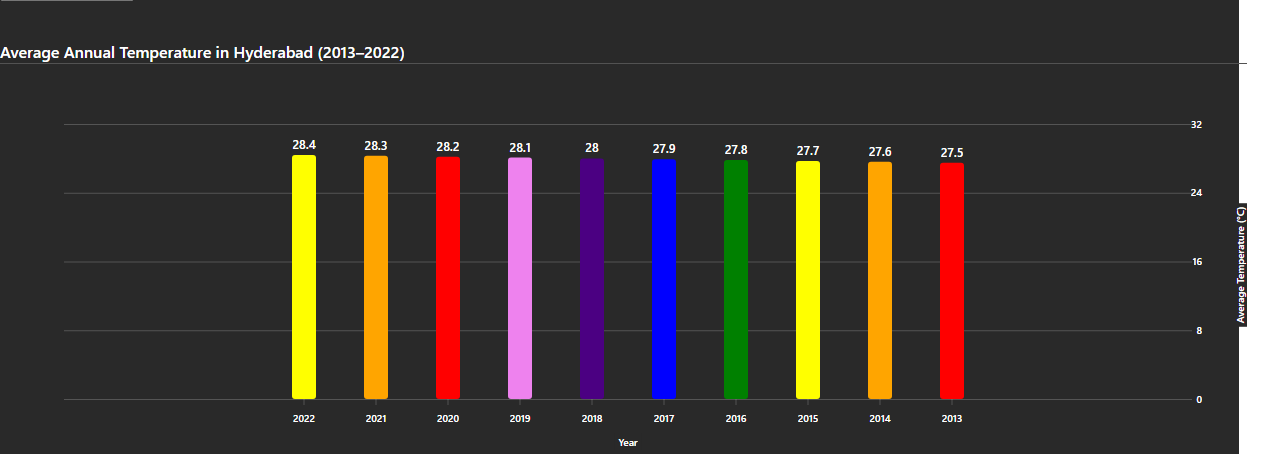 Average Annual Temperature in Hyderabad (2013–2022)
32
28.4 28.3 28.2 28.1 28 27.9 27.8 27.7 27.6 27.5
24
16
8
0
Average Temperature (°C)
2022 2021 2020 2019 2018 2017 2016 2015 2014 2013
Year